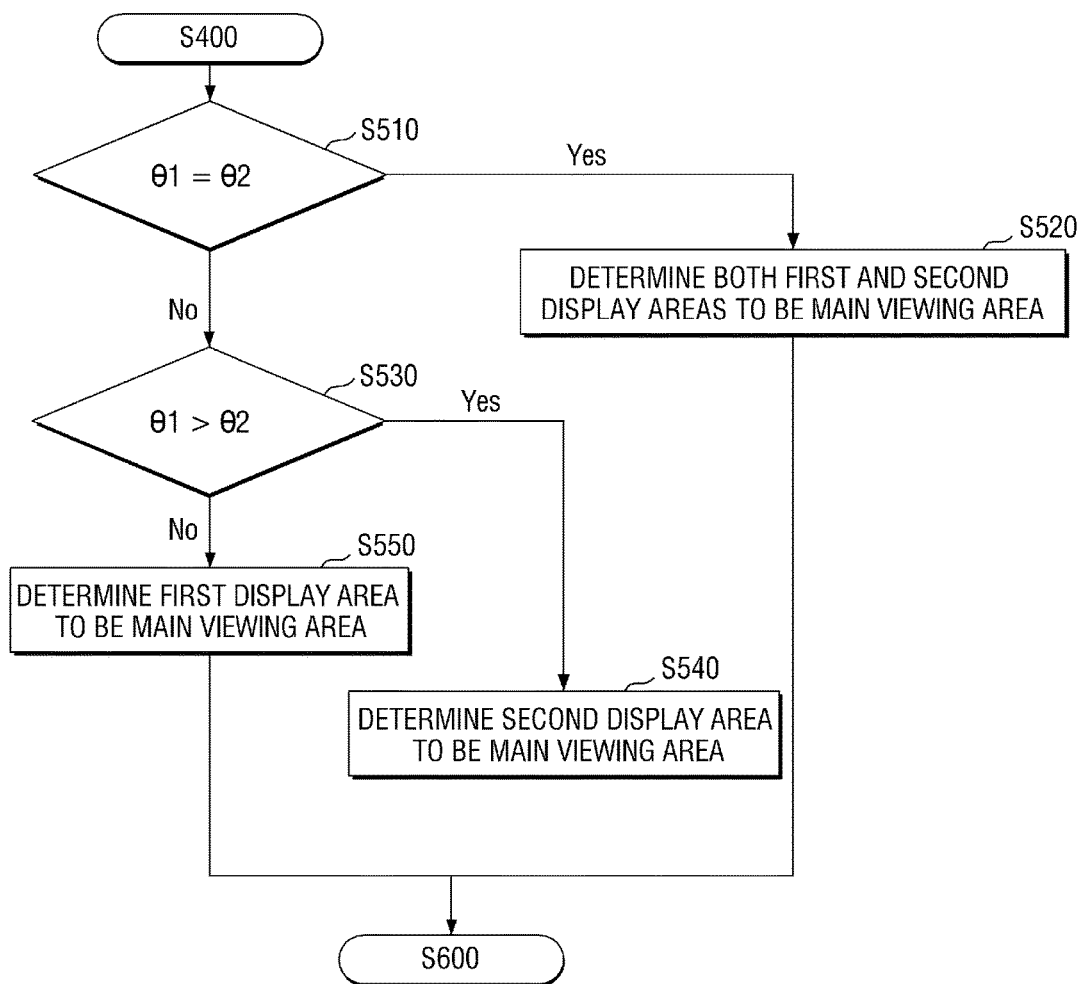 S400
S510
θ1 = θ2
Yes
S520
DETERMINE BOTH FIRST AND SECOND
DISPLAY AREAS TO BE MAIN VIEWING AREA
No
S530
θ1 > θ2
Yes
No
S550
DETERMINE FIRST DISPLAY AREA
TO BE MAIN VIEWING AREA
S540
DETERMINE SECOND DISPLAY AREA
TO BE MAIN VIEWING AREA
S600